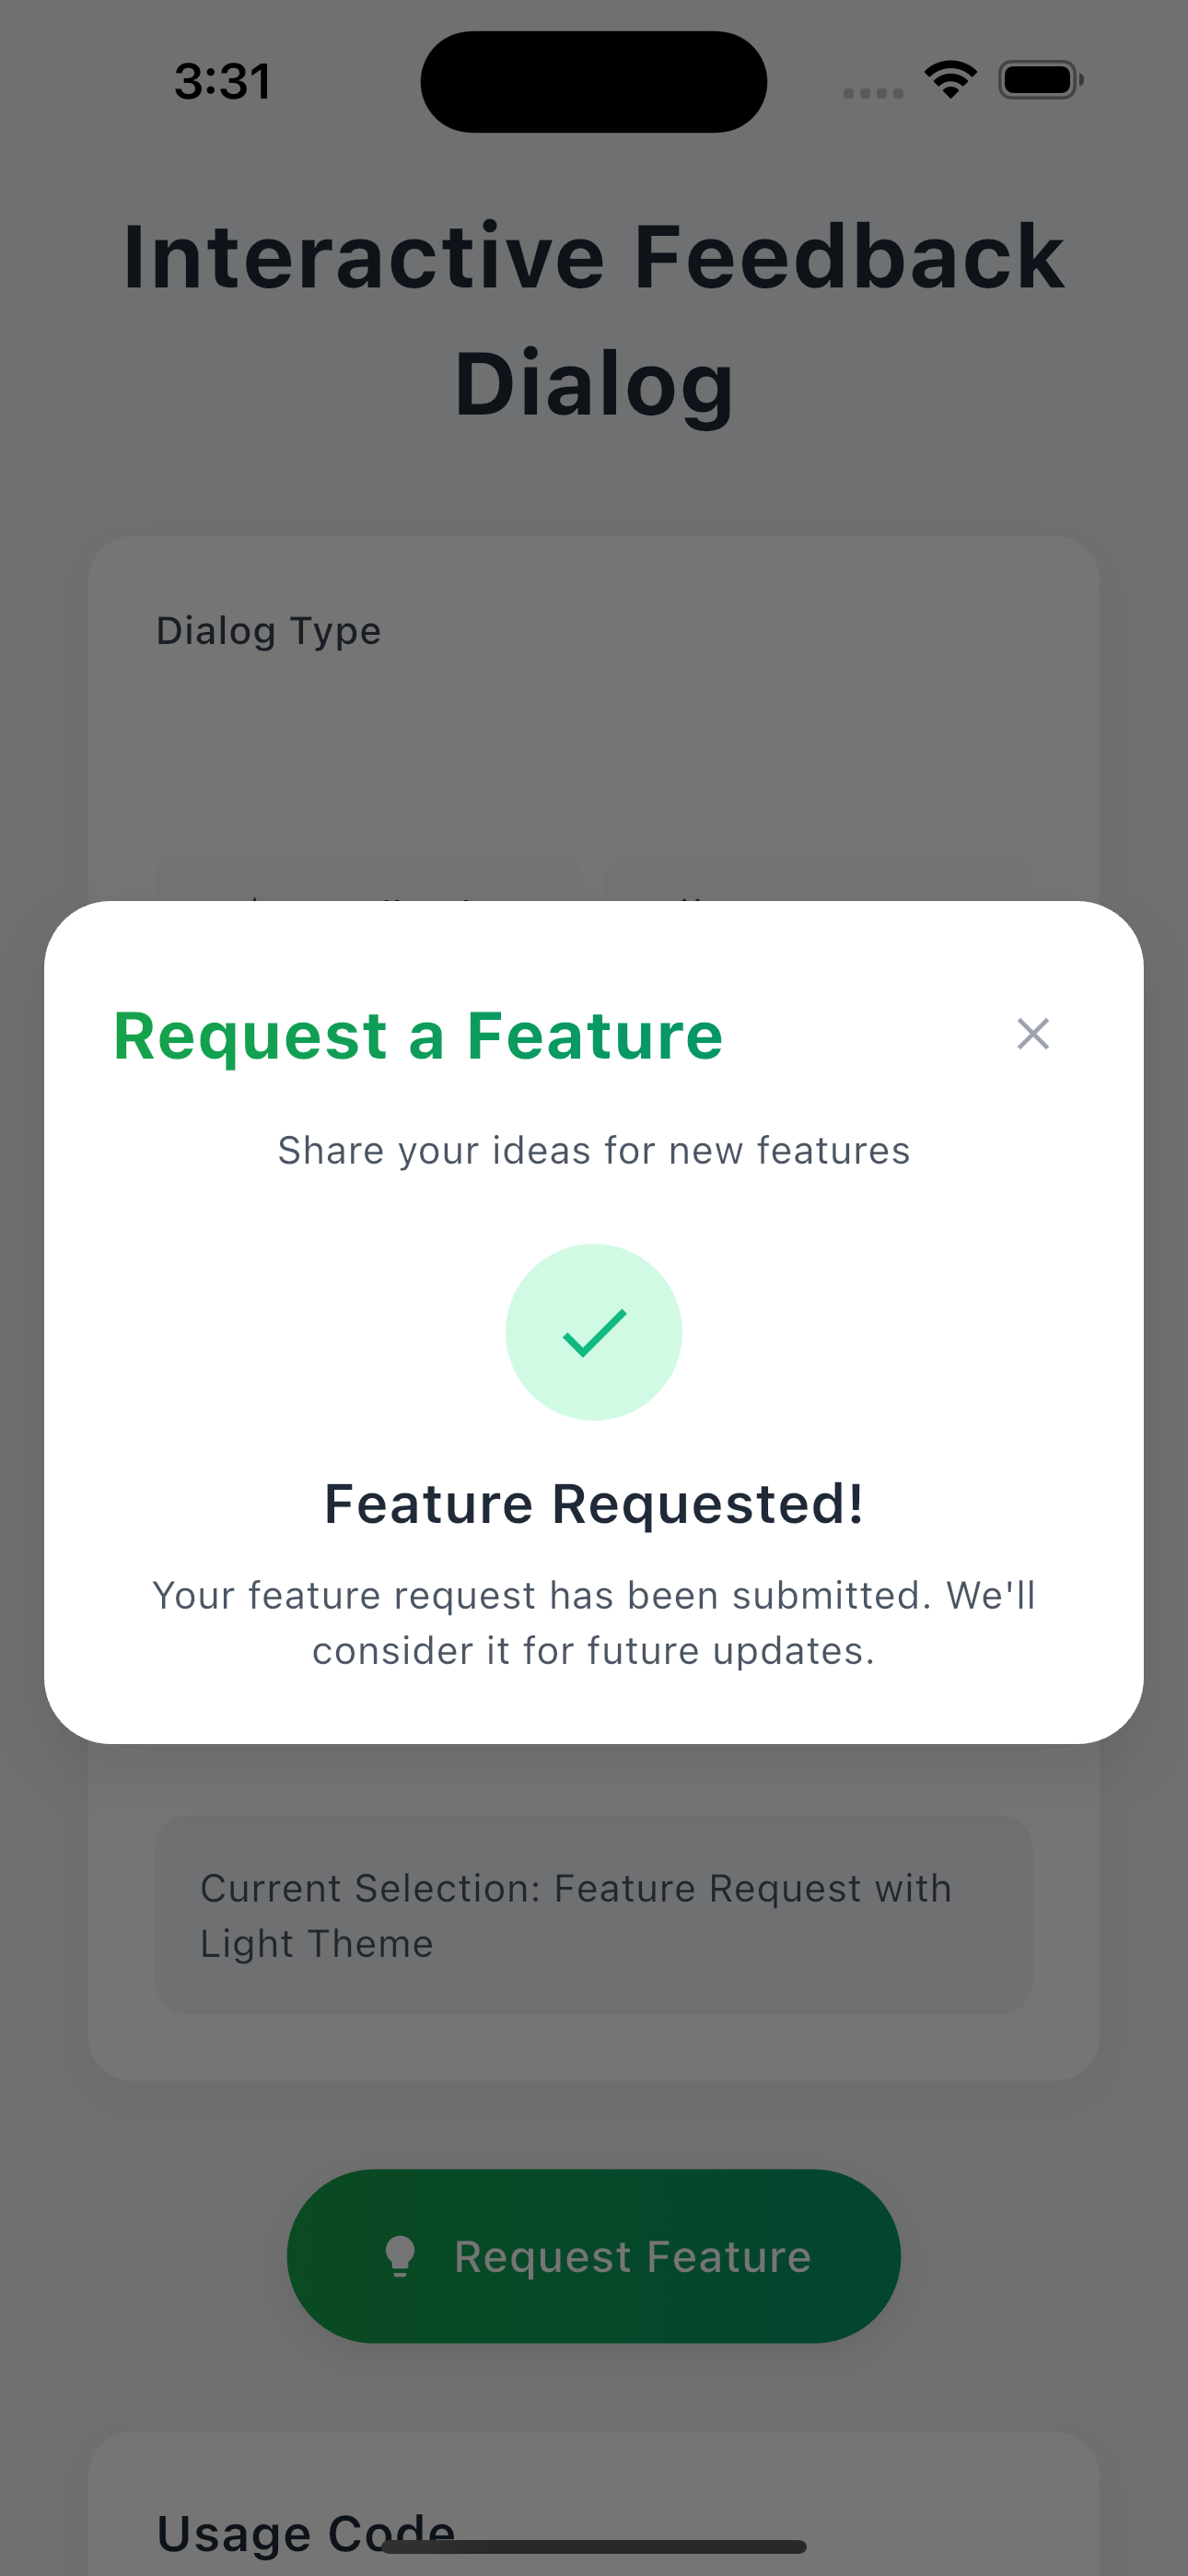 3:31
Interactive Feedback
Dialog
Dialog Type
Request a Feature
Share your ideas for new features
Feature Requested!
Your feature request has been submitted. We'll
consider it for future updates.
Current Selection: Feature Request with
Light Theme
Request Feature
Usage Code